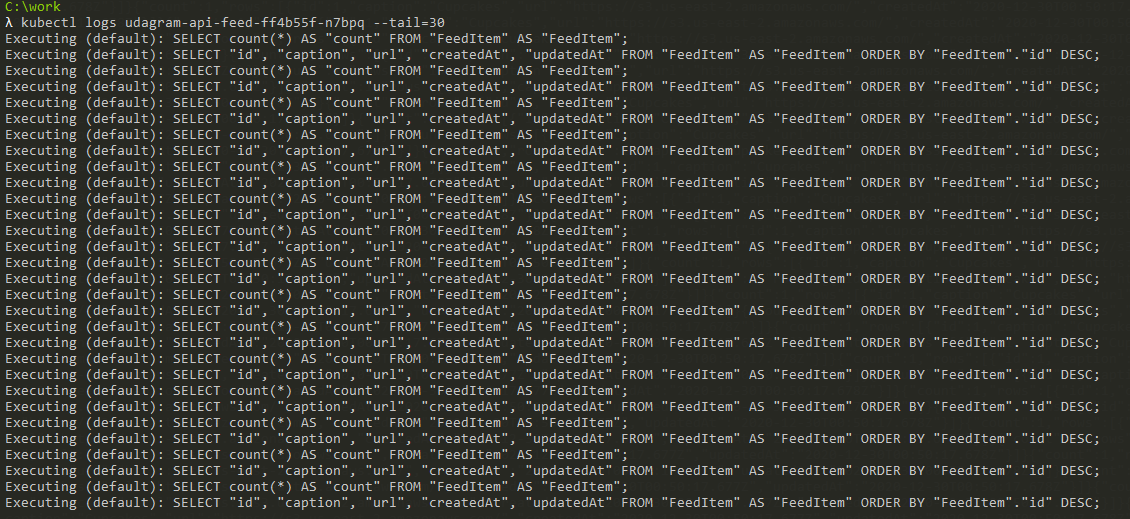 C:\work
λ kubectl logs udagram-api-feed-ff4b55f-n7bpq --tail=30
Executing (default): SELECT count(*) AS "count" FROM "FeedItem" AS "FeedItem";
Executing (default): SELECT "id", "caption", "url", "createdAt", "updatedAt" FROM "FeedItem" AS "FeedItem" ORDER BY "FeedItem"."id" DESC;
Executing (default): SELECT count(*) AS "count" FROM "FeedItem" AS "FeedItem";
Executing (default): SELECT "id", "caption", "url", "createdAt", "updatedAt" FROM "FeedItem" AS "FeedItem" ORDER BY "FeedItem"."id" DESC;
Executing (default): SELECT count(*) AS "count" FROM "FeedItem" AS "FeedItem";
Executing (default): SELECT "id", "caption", "url", "createdAt", "updatedAt" FROM "FeedItem" AS "FeedItem" ORDER BY "FeedItem"."id" DESC;
Executing (default): SELECT count(*) AS "count" FROM "FeedItem" AS "FeedItem";
Executing (default): SELECT "id", "caption", "url", "createdAt", "updatedAt" FROM "FeedItem" AS "FeedItem" ORDER BY "FeedItem"."id" DESC;
Executing (default): SELECT count(*) AS "count" FROM "FeedItem" AS "FeedItem";
Executing (default): SELECT "id", "caption", "url", "createdAt", "updatedAt" FROM "FeedItem" AS "FeedItem" ORDER BY "FeedItem"."id" DESC;
Executing (default): SELECT count(*) AS "count" FROM "FeedItem" AS "FeedItem";
Executing (default): SELECT "id", "caption", "url", "createdAt", "updatedAt" FROM "FeedItem" AS "FeedItem" ORDER BY "FeedItem"."id" DESC;
Executing (default): SELECT count(*) AS "count" FROM "FeedItem" AS "FeedItem";
Executing (default): SELECT "id", "caption", "url", "createdAt", "updatedAt" FROM "FeedItem" AS "FeedItem" ORDER BY "FeedItem"."id" DESC;
Executing (default): SELECT count(*) AS "count" FROM "FeedItem" AS "FeedItem";
Executing (default): SELECT "id", "caption", "url", "createdAt", "updatedAt" FROM "FeedItem" AS "FeedItem" ORDER BY "FeedItem"."id" DESC;
Executing (default): SELECT count(*) AS "count" FROM "FeedItem" AS "FeedItem";
Executing (default): SELECT "id", "caption", "url", "createdAt", "updatedAt" FROM "FeedItem" AS "FeedItem" ORDER BY "FeedItem"."id" DESC;
Executing (default): SELECT count(*) AS "count" FROM "FeedItem" AS "FeedItem";
Executing (default): SELECT "id", "caption", "url", "createdAt", "updatedAt" FROM "FeedItem" AS "FeedItem" ORDER BY "FeedItem"."id" DESC;
Executing (default): SELECT count(*) AS "count" FROM "FeedItem" AS "FeedItem";
Executing (default): SELECT "id", "caption", "url", "createdAt", "updatedAt" FROM "FeedItem" AS "FeedItem" ORDER BY "FeedItem"."id" DESC;
Executing (default): SELECT count(*) AS "count" FROM "FeedItem" AS "FeedItem";
Executing (default): SELECT "id", "caption", "url", "createdAt", "updatedAt" FROM "FeedItem" AS "FeedItem" ORDER BY "FeedItem"."id" DESC;
Executing (default): SELECT count(*) AS "count" FROM "FeedItem" AS "FeedItem";
Executing (default): SELECT "id", "caption", "url", "createdAt", "updatedAt" FROM "FeedItem" AS "FeedItem" ORDER BY "FeedItem"."id" DESC;
Executing (default): SELECT count(*) AS "count" FROM "FeedItem" AS "FeedItem";
Executing (default): SELECT "id", "caption", "url", "createdAt", "updatedAt" FROM "FeedItem" AS "FeedItem" ORDER BY "FeedItem"."id" DESC;
Executing (default): SELECT count(*) AS "count" FROM "FeedItem" AS "FeedItem";
Executing (default): SELECT "id", "caption", "url", "createdAt", "updatedAt" FROM "FeedItem" AS "FeedItem" ORDER BY "FeedItem"."id" DESC;